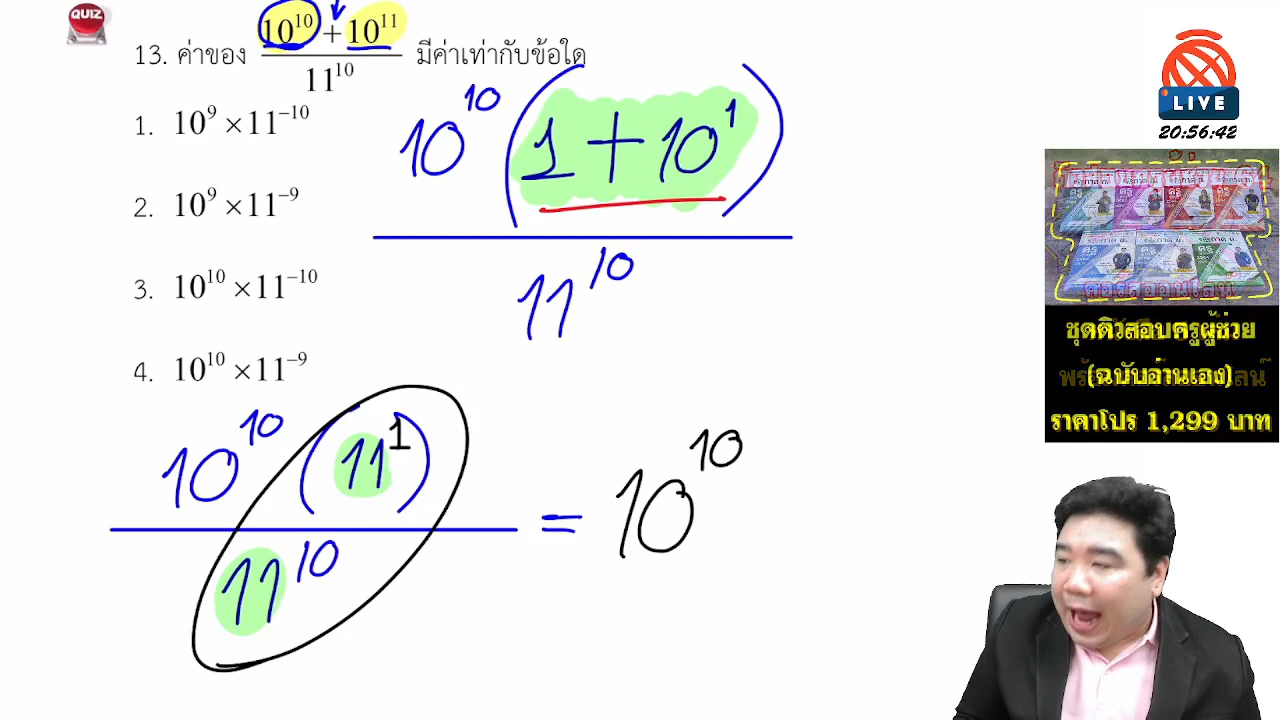 QUIZ
13. ค่าของ (10^10 + 10^11) / 11^10 มีค่าเท่ากับข้อใด
1. 10^9 × 11^-10
2. 10^9 × 11^-9
3. 10^10 × 11^-10
4. 10^10 × 11^-9
10^10 (1 + 10^1)
11^10
10^10 (11^1)
11^10
= 10^10
LIVE
20:56:42
ชุดติวสอบครูผู้ช่วย
(ฉบับอ่านเอง)
ราคาโปร 1,299 บาท